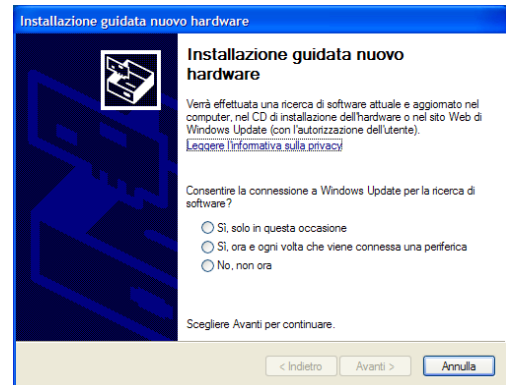 Installazione guidata nuovo hardware
Installazione guidata nuovo
hardware
Verrà effettuata una ricerca di software attuale e aggiornato nel
computer, nel CD di installazione dell'hardware o nel sito Web di
Windows Update (con l'autorizzazione dell'utente).
Leggere l'informativa sulla privacy
Consentire la connessione a Windows Update per la ricerca di
software?
Sì, solo in questa occasione
Sì, ora e ogni volta che viene connessa una periferica
No, non ora
Scegliere Avanti per continuare.
< Indietro Avanti > Annulla